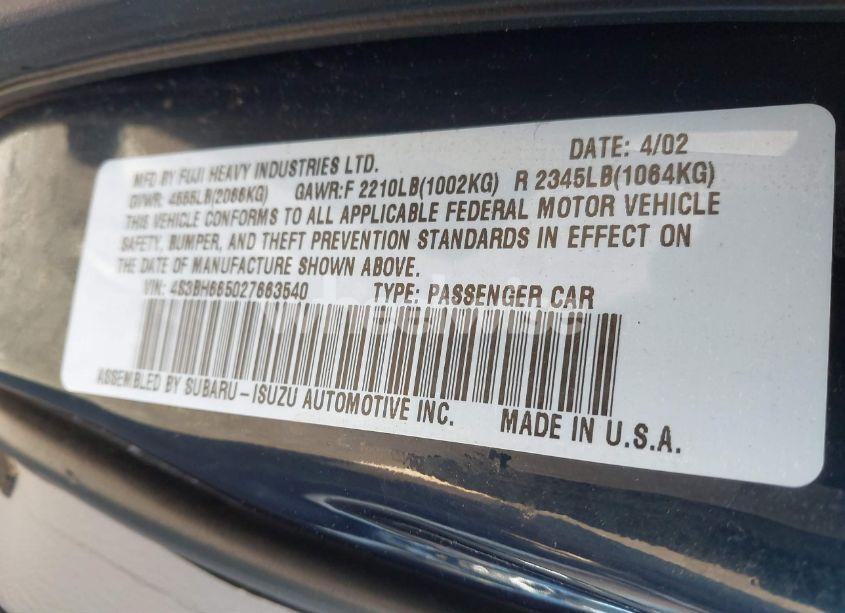 MFD BY FUJI HEAVY INDUSTRIES LTD. DATE: 4/02
GVWR: 4555LB(2066KG) GAWR:F 2210LB(1002KG) R 2345LB(1064KG)
THIS VEHICLE CONFORMS TO ALL APPLICABLE FEDERAL MOTOR VEHICLE
SAFETY, BUMPER, AND THEFT PREVENTION STANDARDS IN EFFECT ON
THE DATE OF MANUFACTURE SHOWN ABOVE.
VIN: 4S3BH665027663540 TYPE: PASSENGER CAR
ASSEMBLED BY SUBARU-ISUZU AUTOMOTIVE INC. MADE IN U.S.A.